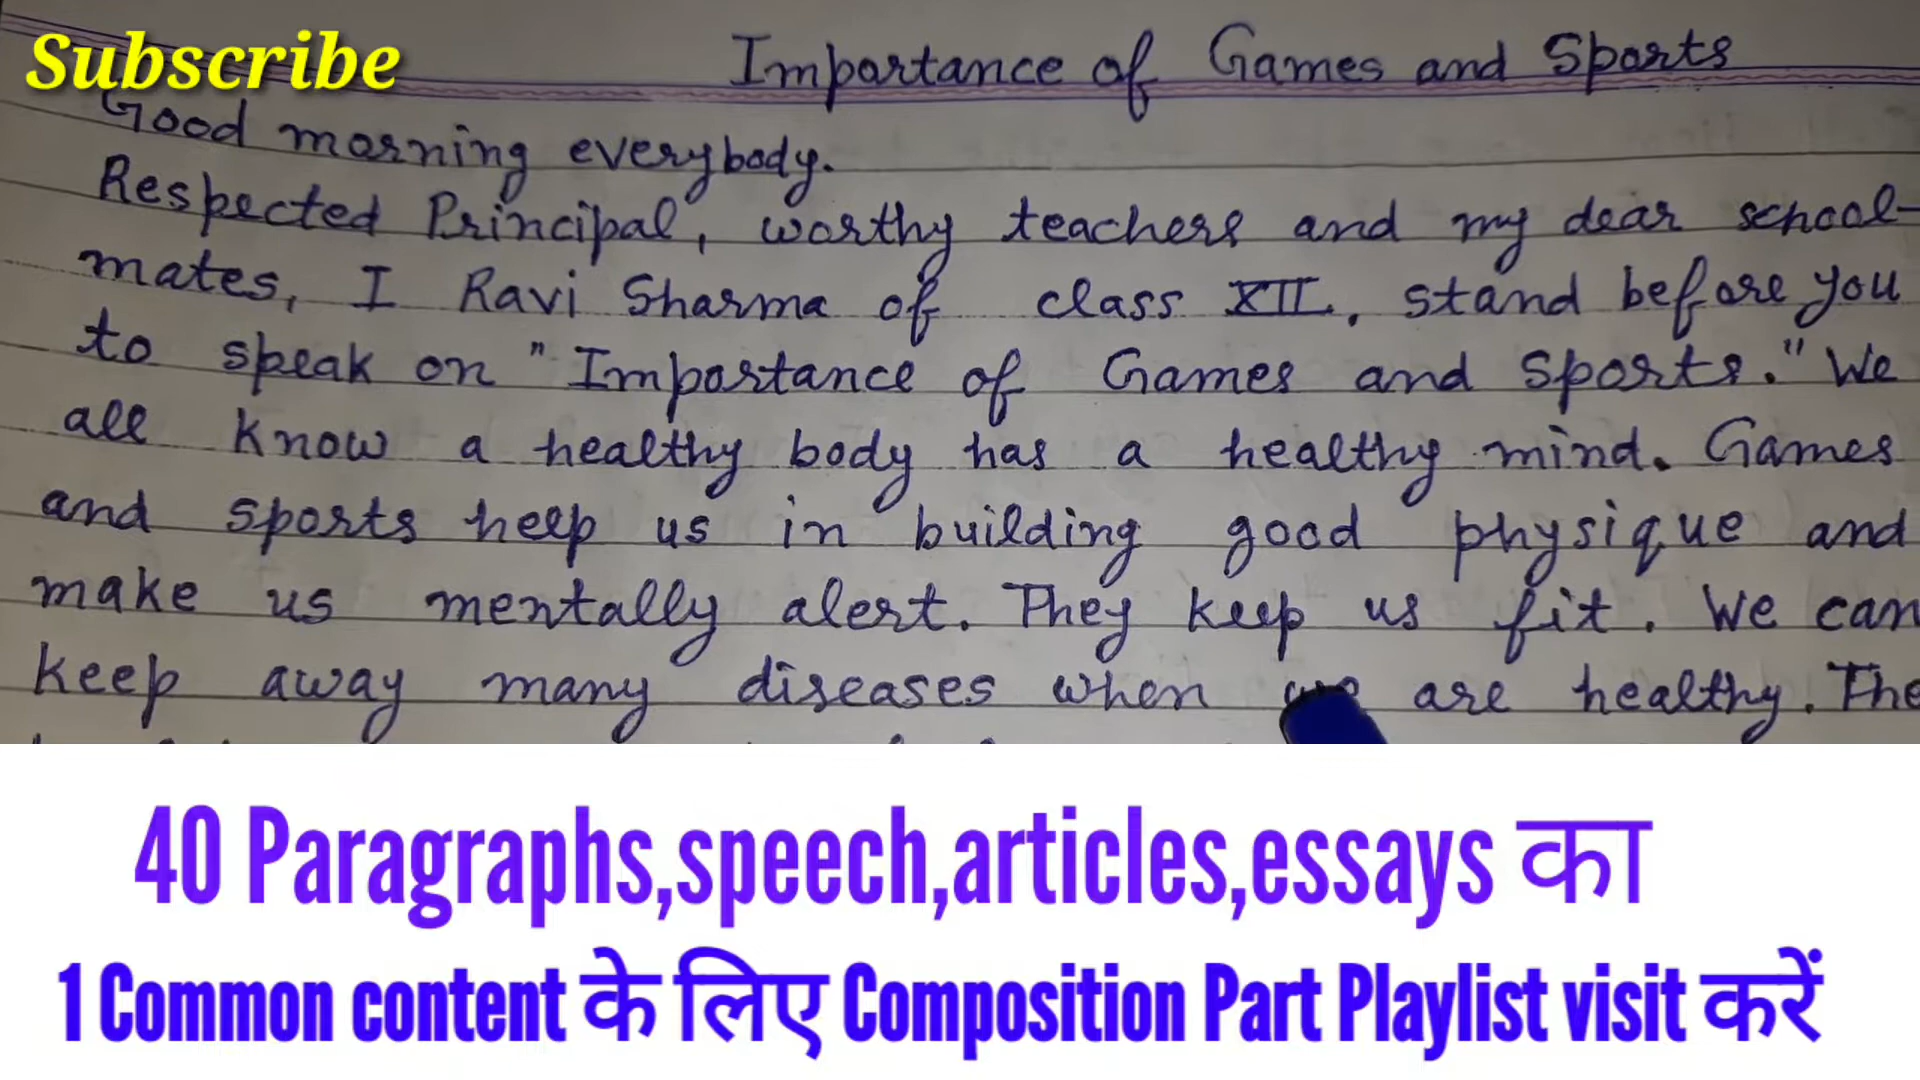 Subscribe
Importance of Games and Sports
Good morning everybody.
Respected Principal, worthy teachers and my dear school-
mates, I Ravi Sharma of class XII, stand before you
to speak on "Importance of Games and Sports." We
all know a healthy body has a healthy mind. Games
and sports help us in building good physique and
make us mentally alert. They keep us fit. We can
keep away many diseases when we are healthy. The
40 Paragraphs,speech,articles,essays का
1 Common content के लिए Composition Part Playlist visit करें